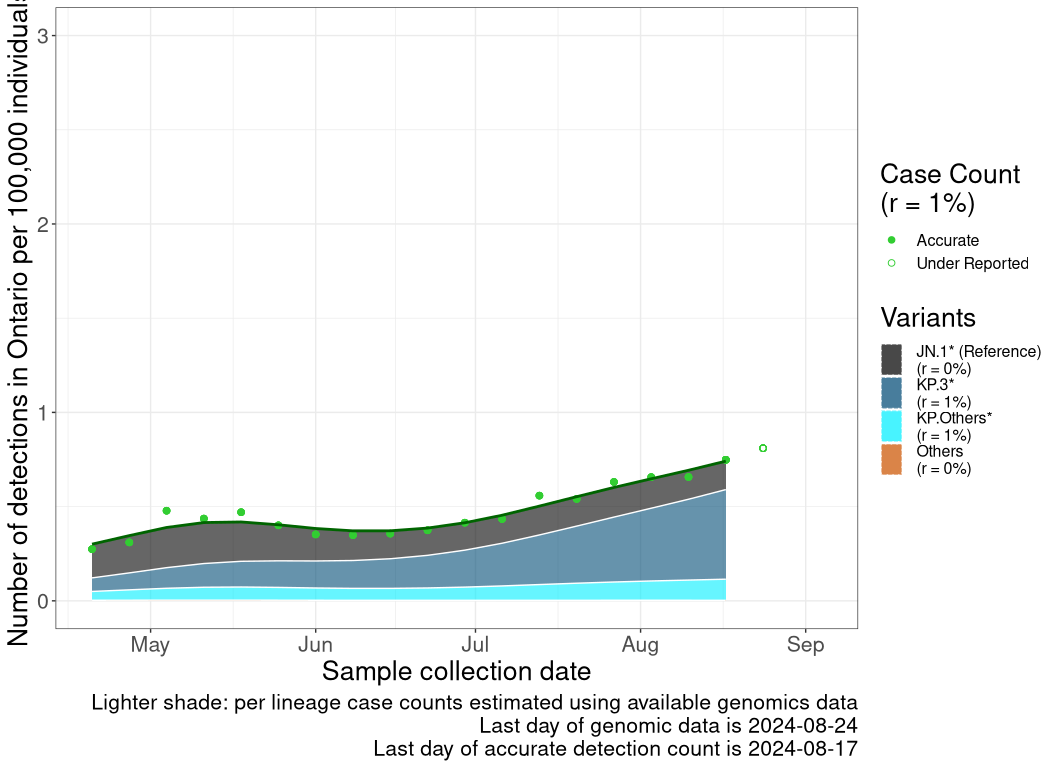 Number of detections in Ontario per 100,000 individuals
3
2
1
0
May
Jun
Jul
Aug
Sep
Sample collection date
Lighter shade: per lineage case counts estimated using available genomics data
Last day of genomic data is 2024-08-24
Last day of accurate detection count is 2024-08-17
Case Count
(r = 1%)
Accurate
Under Reported
Variants
JN.1* (Reference)
(r = 0%)
KP.3*
(r = 1%)
KP.Others*
(r = 1%)
Others
(r = 0%)